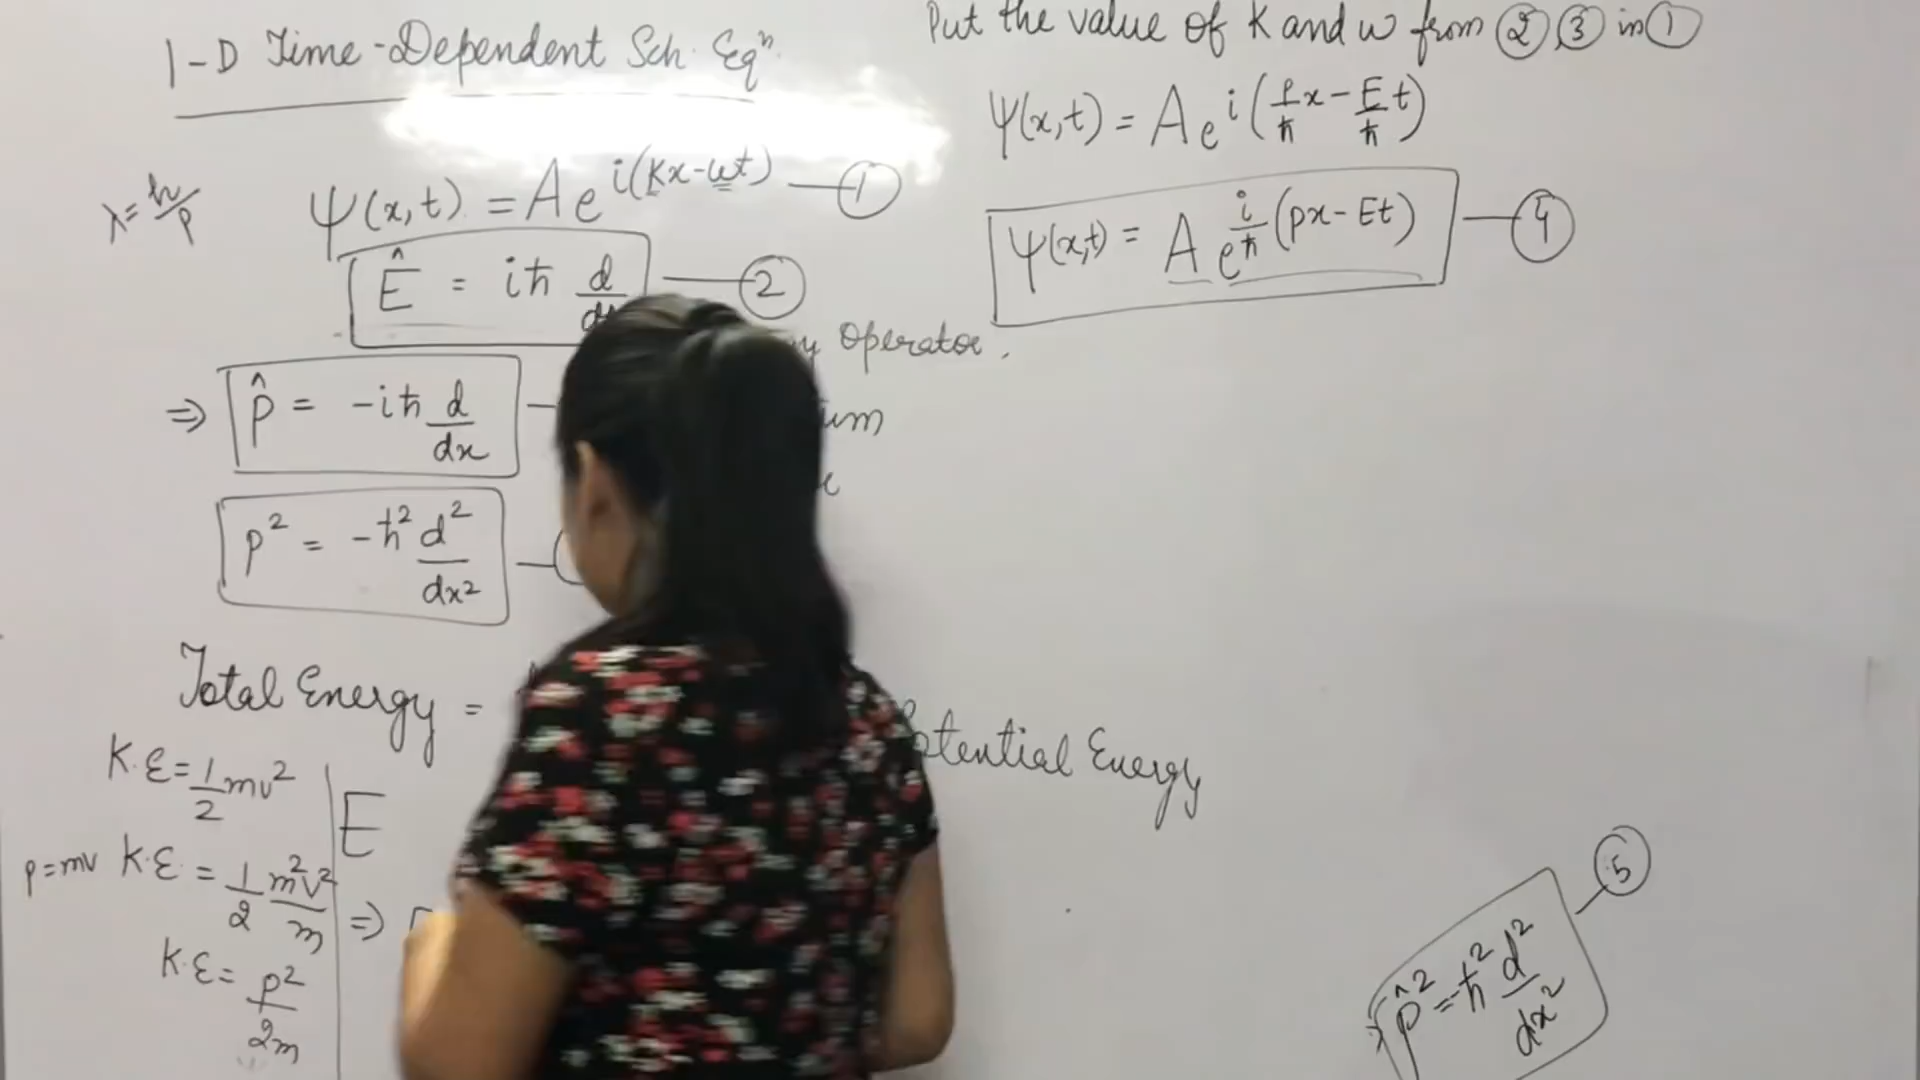 1-D Time-Dependent Sch. Eqⁿ.
λ = h/p
ψ(x,t) = A e^{i(kx-ωt)} — ①
Ê = iħ d/d — ②
Operator.
⇒ p̂ = -iħ d/dx —
p² = -ħ² d²/dx² —
Total Energy =
Potential Energy
K.E = 1/2 mv²
E
p=mv K.E = 1/2 m²v²/m
⇒
K.E = p²/2m
Put the value of K and ω from ②,③ in ①
ψ(x,t) = A e^{i(p/ħ x - E/ħ t)}
ψ(x,t) = A e^{i/ħ (px - Et)} — ④
p̂² = -ħ² d²/dx² — ⑤